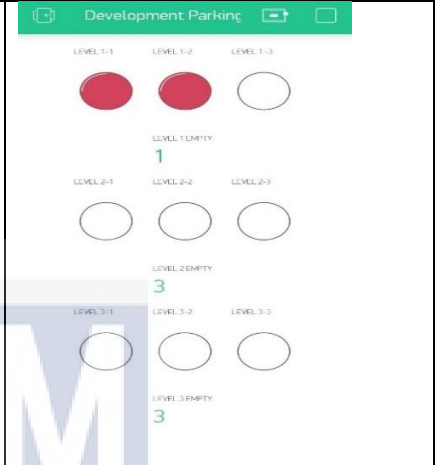 Development Parking
LEVEL 1-1 LEVEL 1-2 LEVEL 1-3
LEVEL 1 EMPTY
1
LEVEL 2-1 LEVEL 2-2 LEVEL 2-3
LEVEL 2 EMPTY
3
LEVEL 3-1 LEVEL 3-2 LEVEL 3-3
LEVEL 3 EMPTY
3
M